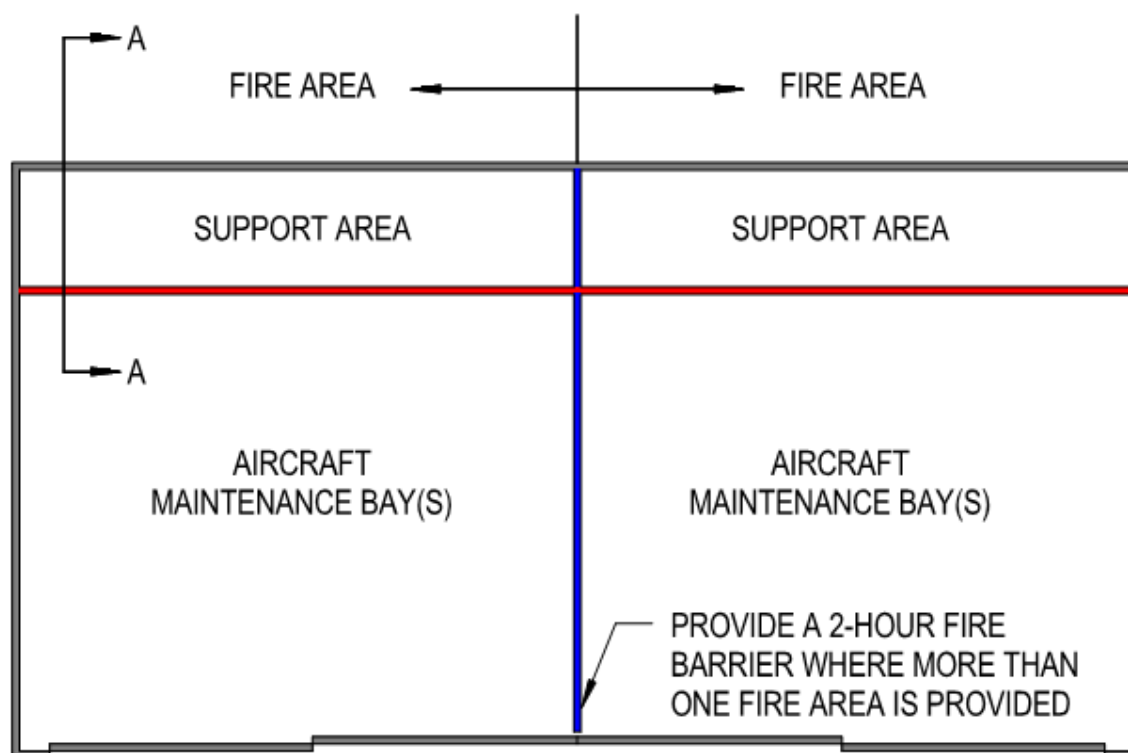 A
FIRE AREA
FIRE AREA
SUPPORT AREA
SUPPORT AREA
A
AIRCRAFT
MAINTENANCE BAY(S)
AIRCRAFT
MAINTENANCE BAY(S)
PROVIDE A 2-HOUR FIRE
BARRIER WHERE MORE THAN
ONE FIRE AREA IS PROVIDED